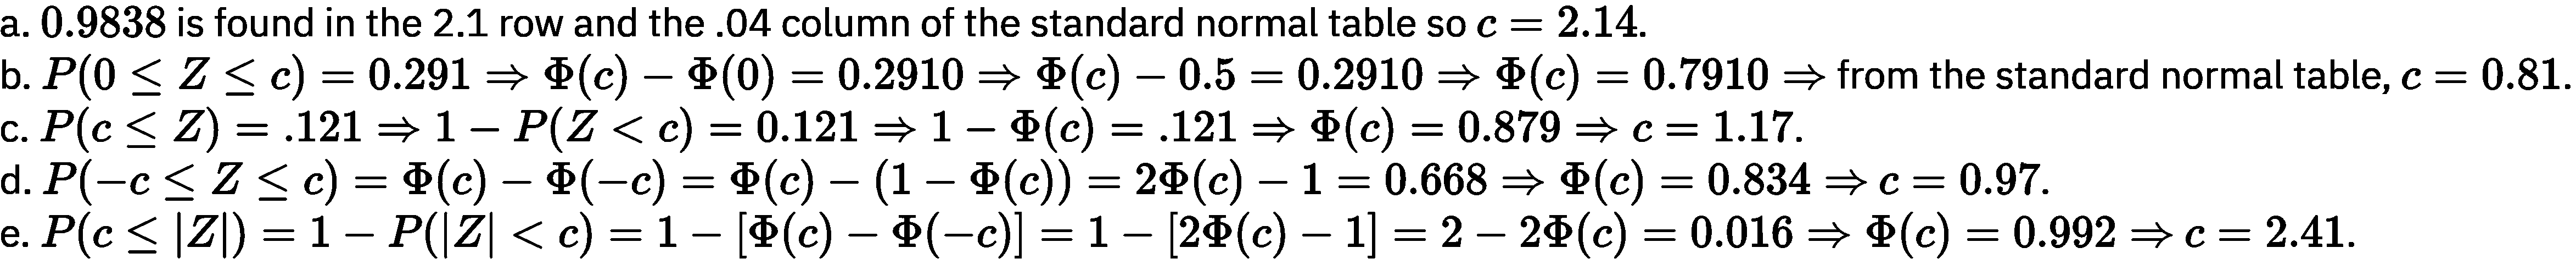 a. 0.9838 is found in the 2.1 row and the .04 column of the standard normal table so c = 2.14.
b. P(0 ≤ Z ≤ c) = 0.291 ⇒ Φ(c) − Φ(0) = 0.2910 ⇒ Φ(c) − 0.5 = 0.2910 ⇒ Φ(c) = 0.7910 ⇒ from the standard normal table, c = 0.81.
c. P(c ≤ Z) = .121 ⇒ 1 − P(Z < c) = 0.121 ⇒ 1 − Φ(c) = .121 ⇒ Φ(c) = 0.879 ⇒ c = 1.17.
d. P(−c ≤ Z ≤ c) = Φ(c) − Φ(−c) = Φ(c) − (1 − Φ(c)) = 2Φ(c) − 1 = 0.668 ⇒ Φ(c) = 0.834 ⇒ c = 0.97.
e. P(c ≤ |Z|) = 1 − P(|Z| < c) = 1 − [Φ(c) − Φ(−c)] = 1 − [2Φ(c) − 1] = 2 − 2Φ(c) = 0.016 ⇒ Φ(c) = 0.992 ⇒ c = 2.41.